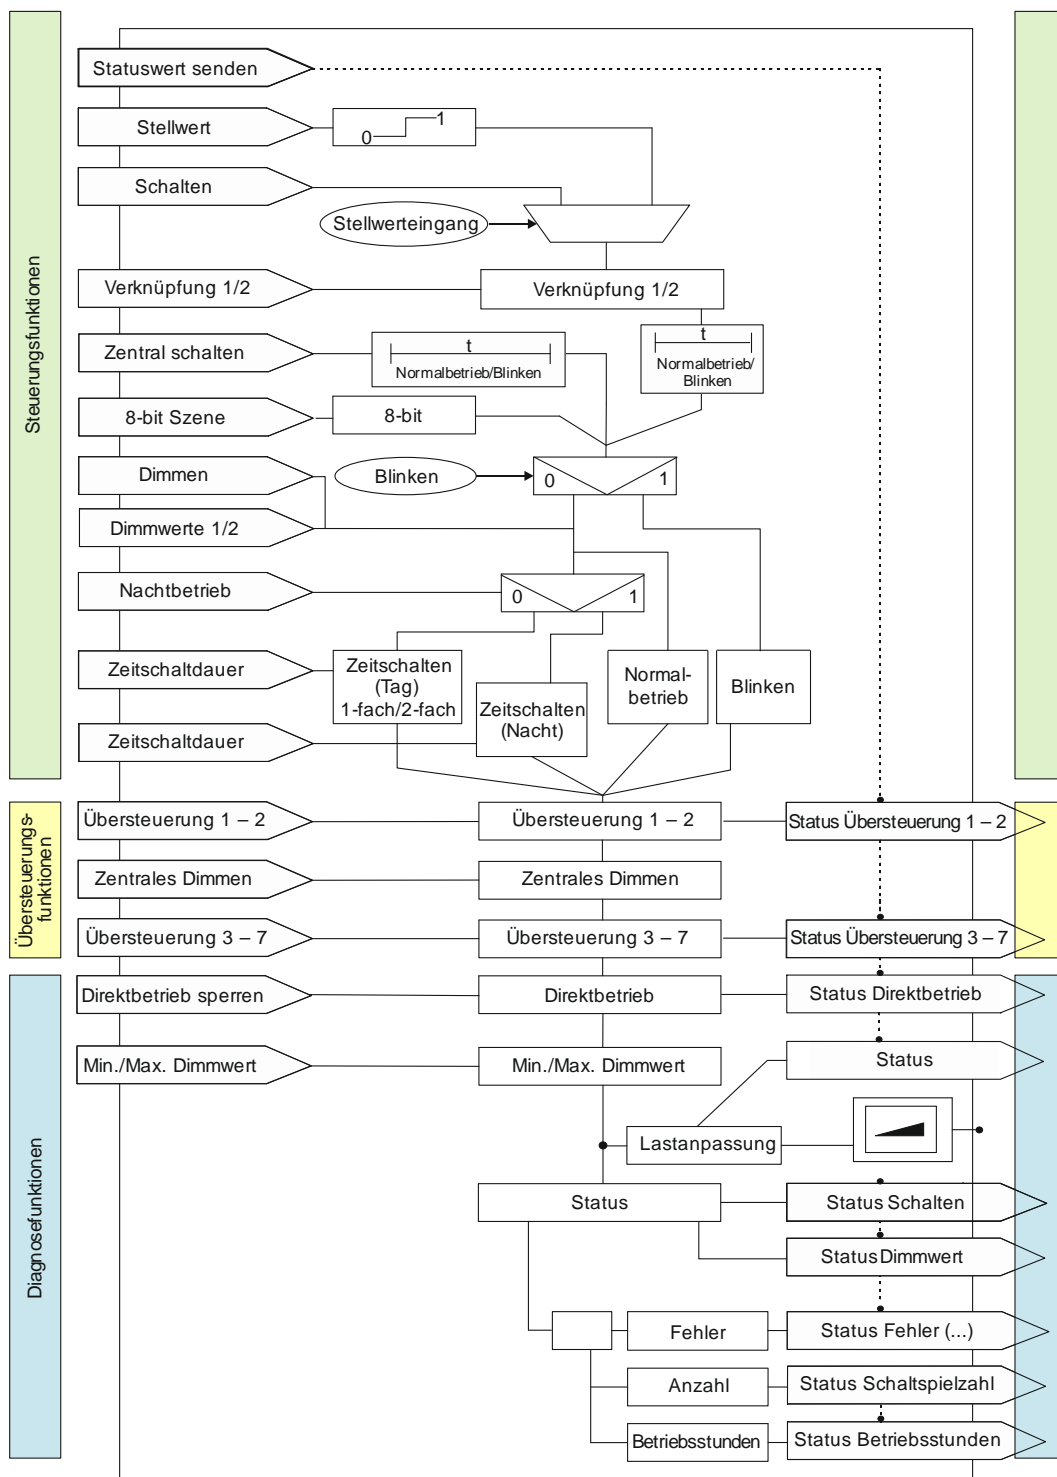 Steuerungsfunktionen
Statuswert senden
Stellwert
0
1
Schalten
Stellwerteingang
Verknüpfung 1/2
Verknüpfung 1/2
Zentral schalten
t
Normalbetrieb/Blinken
t
Normalbetrieb/
Blinken
8-bit Szene
8-bit
Dimmen
Blinken
0
1
Dimmwerte 1/2
Nachtbetrieb
0
1
Zeitschaltdauer
Zeitschalten
(Tag)
1-fach/2-fach
Zeitschalten
(Nacht)
Normal-
betrieb
Blinken
Zeitschaltdauer
Übersteuerungs-
funktionen
Übersteuerung 1 – 2
Übersteuerung 1 – 2
Status Übersteuerung 1 – 2
Zentrales Dimmen
Zentrales Dimmen
Übersteuerung 3 – 7
Übersteuerung 3 – 7
Status Übersteuerung 3 – 7
Diagnosefunktionen
Direktbetrieb sperren
Direktbetrieb
Status Direktbetrieb
Min./Max. Dimmwert
Min./Max. Dimmwert
Status
Lastanpassung
Status
Status Schalten
Status Dimmwert
Fehler
Status Fehler (...)
Anzahl
Status Schaltspielzahl
Betriebsstunden
Status Betriebsstunden